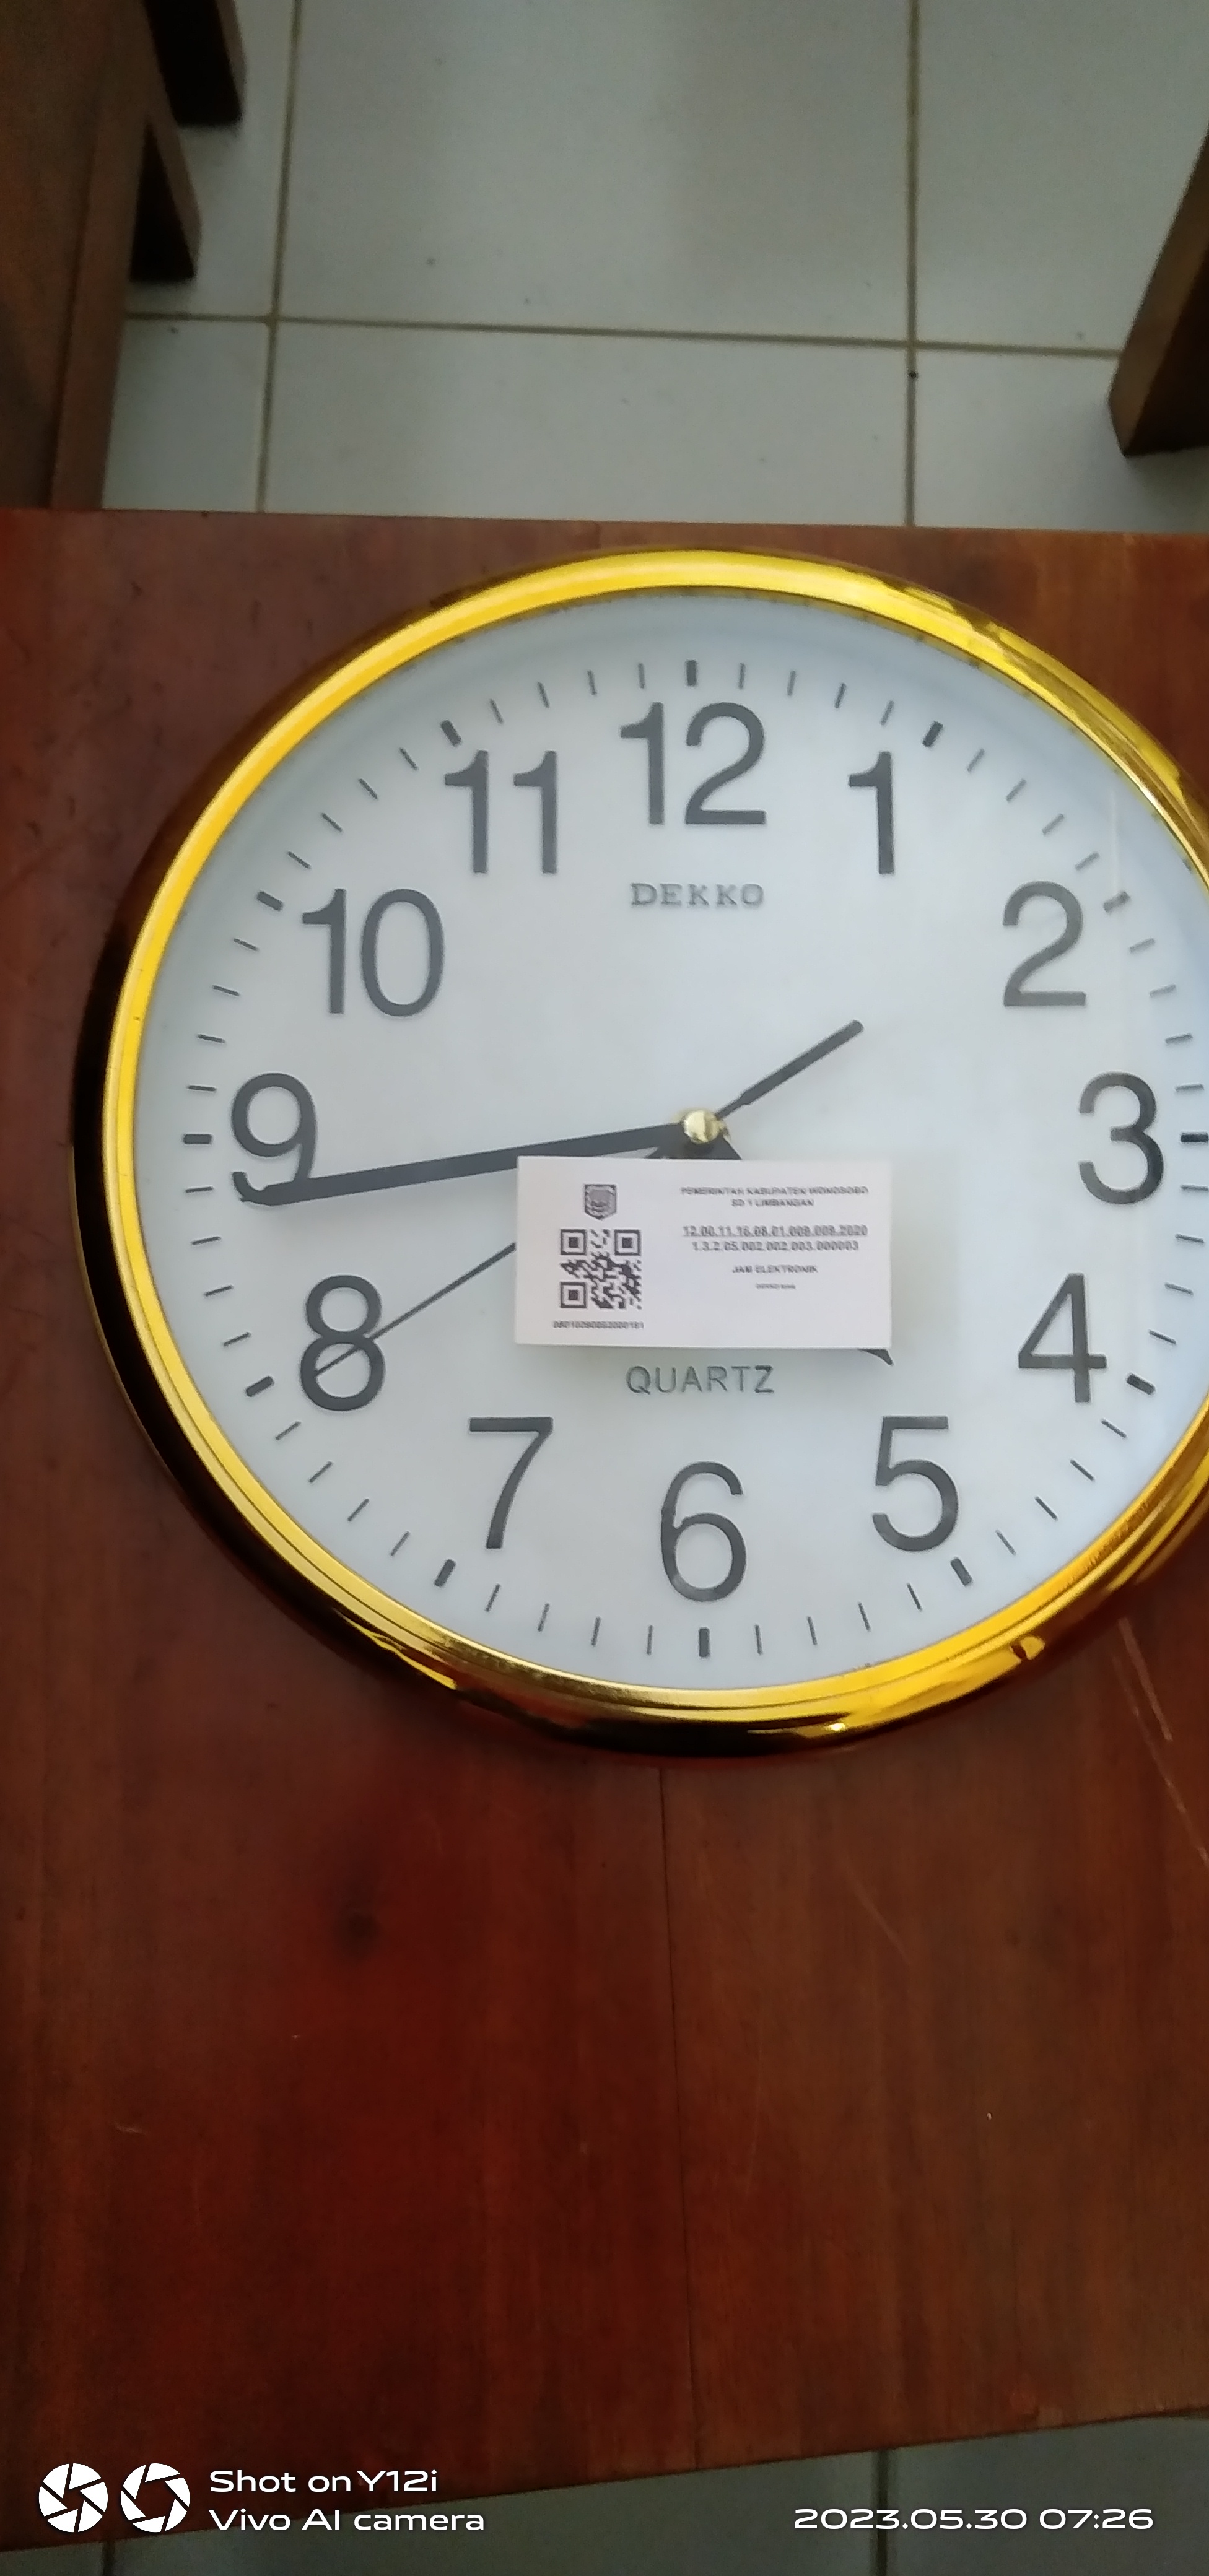 12
11
1
DEKKO
10
2
9
3
PEMERINTAH KABUPATEN WONOSOBO
SD 1 LIMBANGAN
12.00.11.16.08.01.009.009.2020
1.3.2.05.002.002.003.000003
JAM ELEKTRONIK
8
4
QUARTZ
7
5
6
Shot on Y12i
Vivo AI camera
2023.05.30 07:26